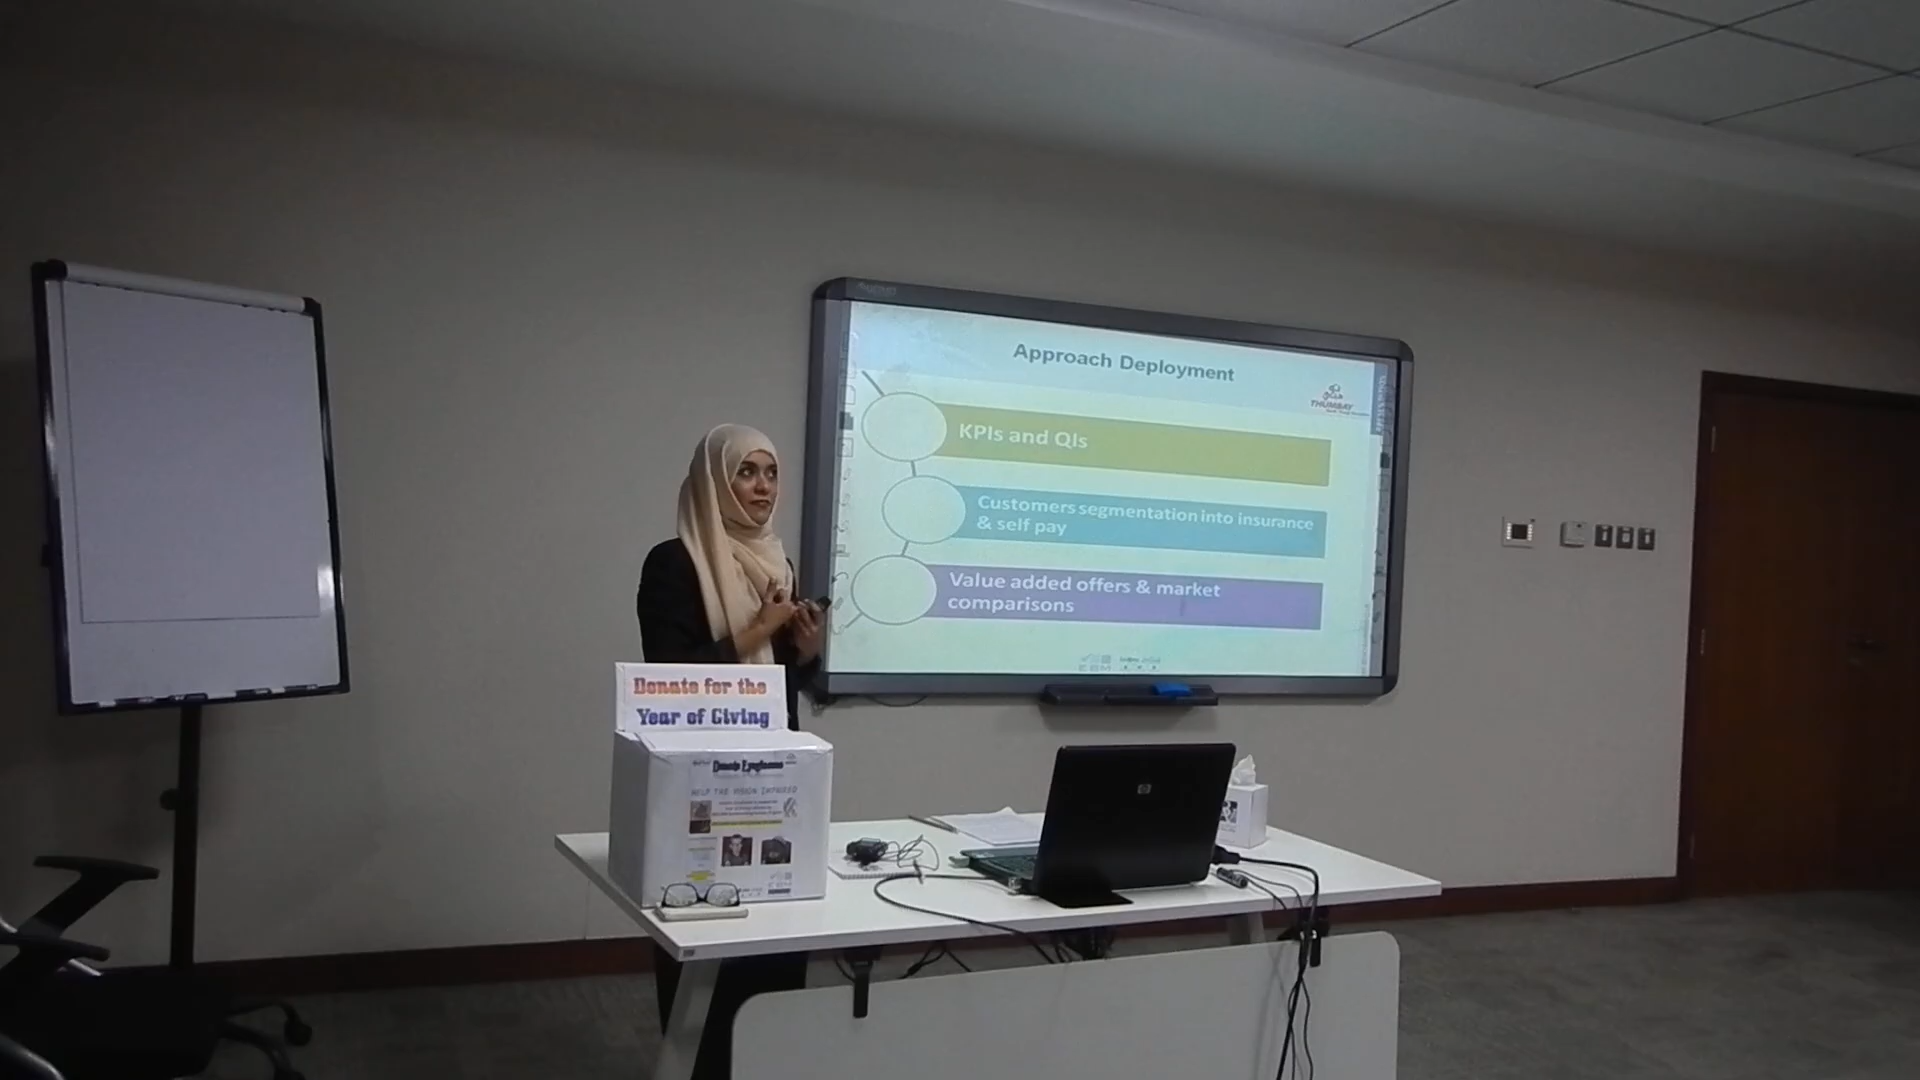 Approach Deployment
THUMBAY
KPIs and QIs
Customers segmentation into insurance
& self pay
Value added offers & market
comparisons
Donate for the
Year of Giving
Donate Eyeglasses
HELP THE VISION IMPAIRED
hp